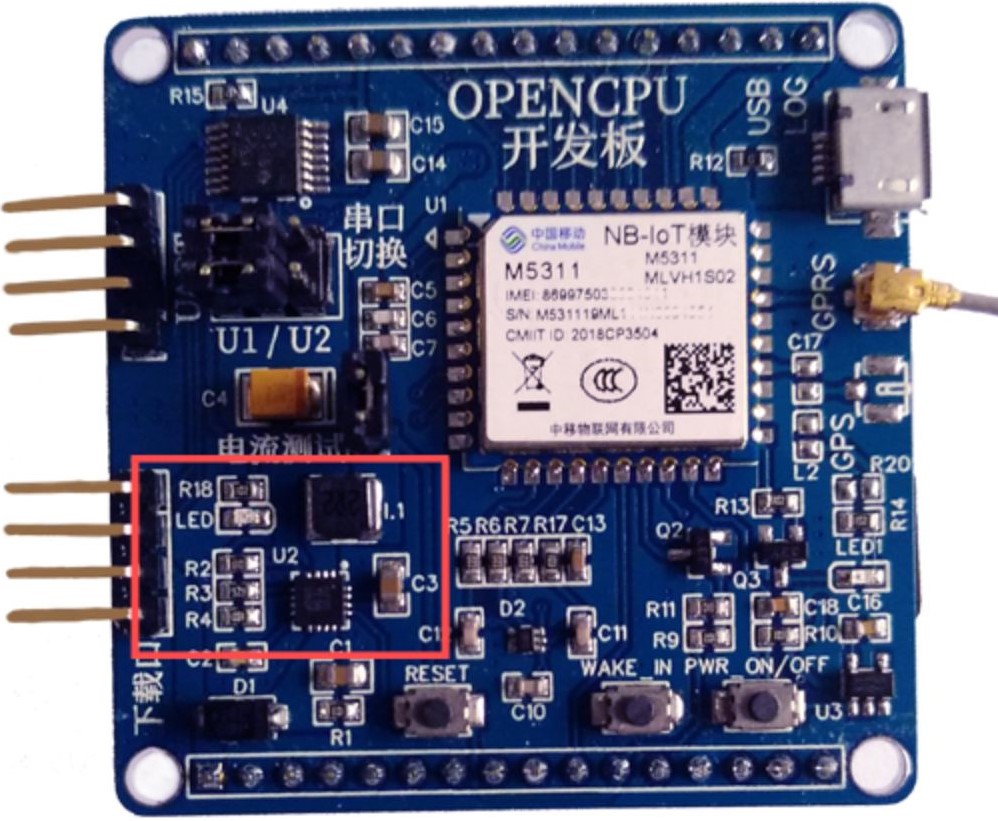 R15
U4
C15
C14
OPENCPU
开发板
USB
LOG
R12
串口
切换
U1
中国移动
China Mobile
NB-IoT模块
M5311
M5311
MLVH1S02
IMEI: 86997503
S/N: M531119ML1
CMIIT ID: 2018CP3504
CCC
中移物联网有限公司
GPRS
C5
C6
C7
U1 / U2
C4
电流测试
C17
L2
GPS
R20
R14
LED1
R18
LED
L1
U2
R2
R3
R4
C3
R5 R6 R7 R17 C13
R13
Q2
Q3
C2
C1
D2
C11
R11
R9
C18
R10
C16
下载口
D1
R1
RESET
C10
WAKE_IN PWR_ON/OFF
U3